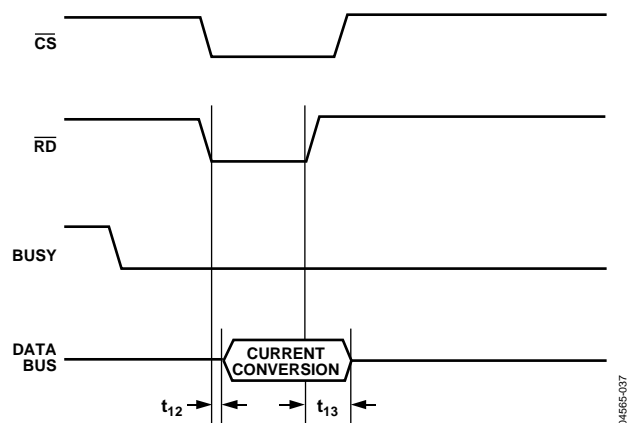 CS
RD
BUSY
DATA
BUS
CURRENT
CONVERSION
t12
t13
04565-037